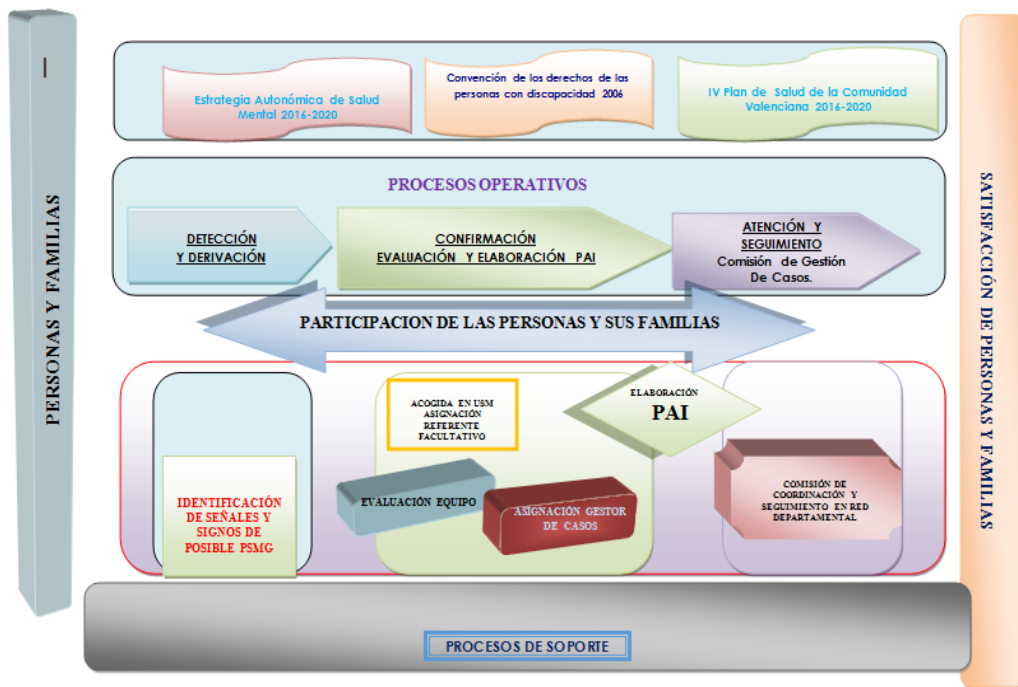 PERSONAS Y FAMILIAS
Estrategia Autonómica de Salud
Mental 2016-2020
Convención de los derechos de las
personas con discapacidad 2006
IV Plan de Salud de la Comunidad
Valenciana 2016-2020
PROCESOS OPERATIVOS
DETECCIÓN
Y DERIVACIÓN
CONFIRMACIÓN
EVALUACIÓN Y ELABORACIÓN PAI
ATENCIÓN Y
SEGUIMIENTO
Comisión de Gestión
De Casos.
PARTICIPACION DE LAS PERSONAS Y SUS FAMILIAS
IDENTIFICACIÓN
DE SEÑALES Y
SIGNOS DE
POSIBLE PSMG
ACOGIDA EN USM
ASIGNACIÓN
REFERENTE
FACULTATIVO
EVALUACIÓN EQUIPO
ASIGNACIÓN GESTOR
DE CASOS
ELABORACIÓN
PAI
COMISIÓN DE
COORDINACIÓN Y
SEGUIMIENTO EN RED
DEPARTAMENTAL
PROCESOS DE SOPORTE
SATISFACCIÓN DE PERSONAS Y FAMILIAS